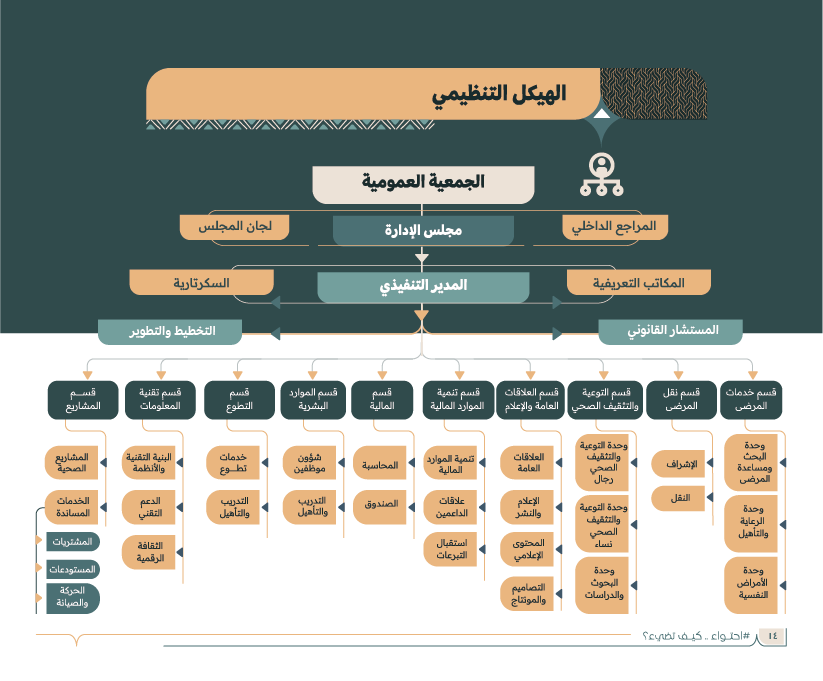 الهيكل التنظيمي
الجمعية العمومية
المراجع الداخلي
مجلس الإدارة
لجان المجلس
المكاتب التعريفية
المدير التنفيذي
السكرتارية
المستشار القانوني
التخطيط والتطوير
قسم خدمات
المرضى
قسم نقل
المرضى
قسم التوعية
والتثقيف الصحي
قسم العلاقات
العامة والإعلام
قسم تنمية
الموارد المالية
قسم
المالية
قسم الموارد
البشرية
قسم
التطوع
قسم تقنية
المعلومات
قســم
المشاريع
وحدة
البحث
ومساعدة
المرضى
وحدة
الرعاية
والتأهيل
وحدة
الأمراض
النفسية
الإشراف
النقل
وحدة التوعية
والتثقيف
الصحي
رجال
وحدة التوعية
والتثقيف
الصحي
نساء
وحدة
البحوث
والدراسات
العلاقات
العامة
الإعلام
والنشر
المحتوى
الإعلامي
التصاميم
والمونتاج
تنمية الموارد
المالية
علاقات
الداعمين
استقبال
التبرعات
المحاسبة
الصندوق
شؤون
موظفين
التدريب
والتأهيل
خدمات
تطــوع
التدريب
والتأهيل
البنية التقنية
والأنظمة
الدعم
التقني
الثقافة
الرقمية
المشاريع
الصحية
الخدمات
المساندة
المشتريات
المستودعات
الحركة
والصيانة
١٤
#احتـواء .. كيـف تضيء؟